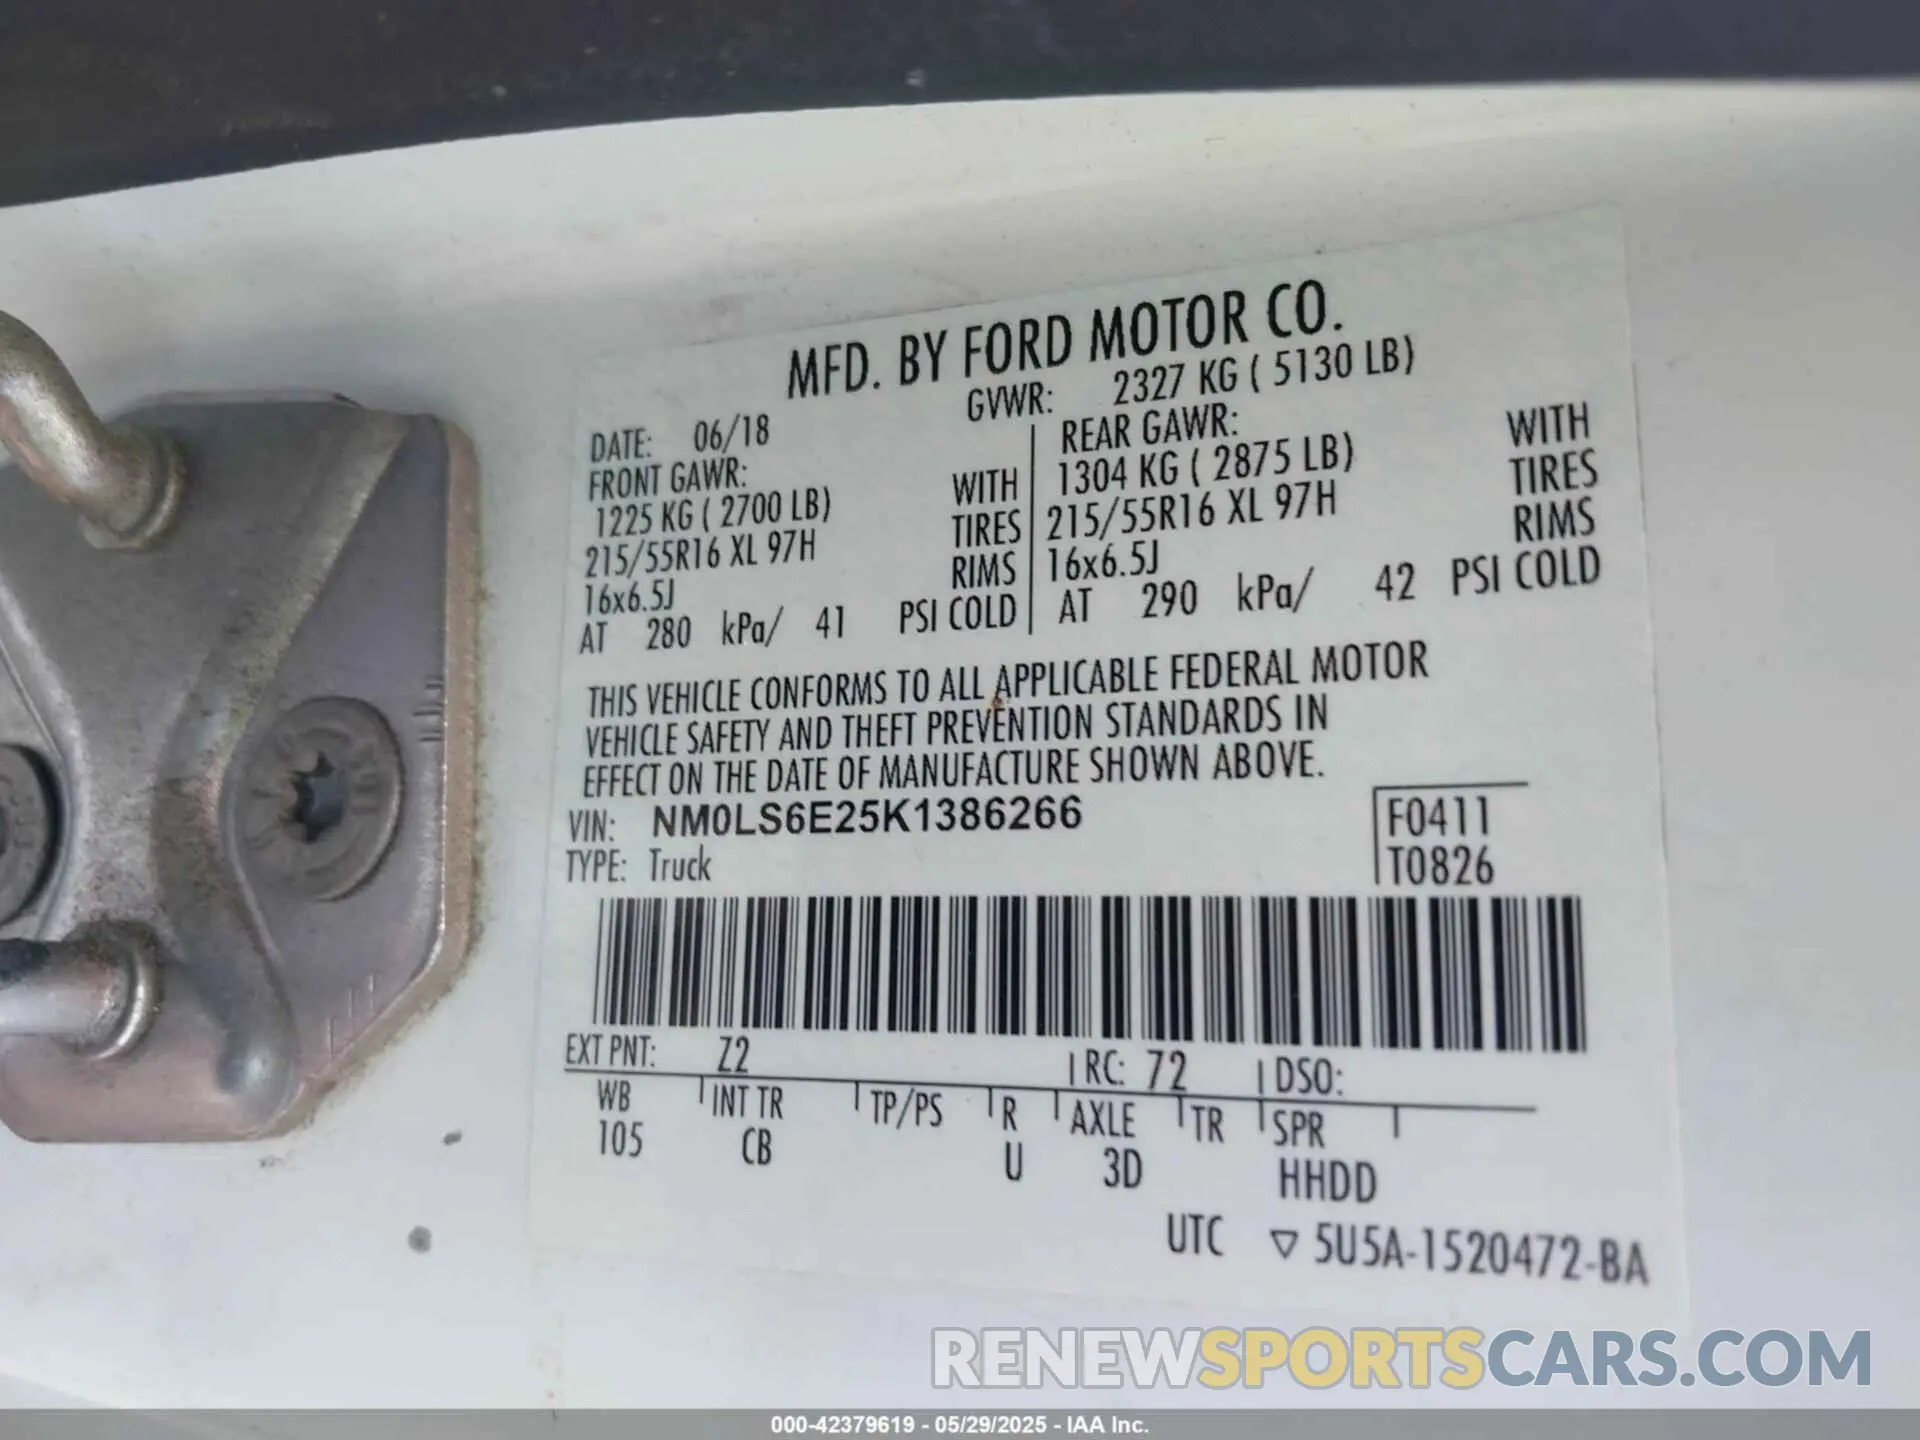 MFD. BY FORD MOTOR CO.
DATE: 06/18 GVWR: 2327 KG ( 5130 LB)
FRONT GAWR: REAR GAWR:
1225 KG ( 2700 LB) WITH 1304 KG ( 2875 LB) WITH
215/55R16 XL 97H TIRES 215/55R16 XL 97H TIRES
16x6.5J RIMS 16x6.5J RIMS
AT 280 kPa/ 41 PSI COLD AT 290 kPa/ 42 PSI COLD
THIS VEHICLE CONFORMS TO ALL APPLICABLE FEDERAL MOTOR
VEHICLE SAFETY AND THEFT PREVENTION STANDARDS IN
EFFECT ON THE DATE OF MANUFACTURE SHOWN ABOVE.
VIN: NM0LS6E25K1386266 F0411
TYPE: Truck T0826
EXT PNT: Z2 RC: 72 DSO:
WB INT TR TP/PS R AXLE TR SPR
105 CB U 3D HHDD
UTC ▽ 5U5A-1520472-BA
RENEWSPORTSCARS.COM
000-42379619 - 05/29/2025 - IAA Inc.